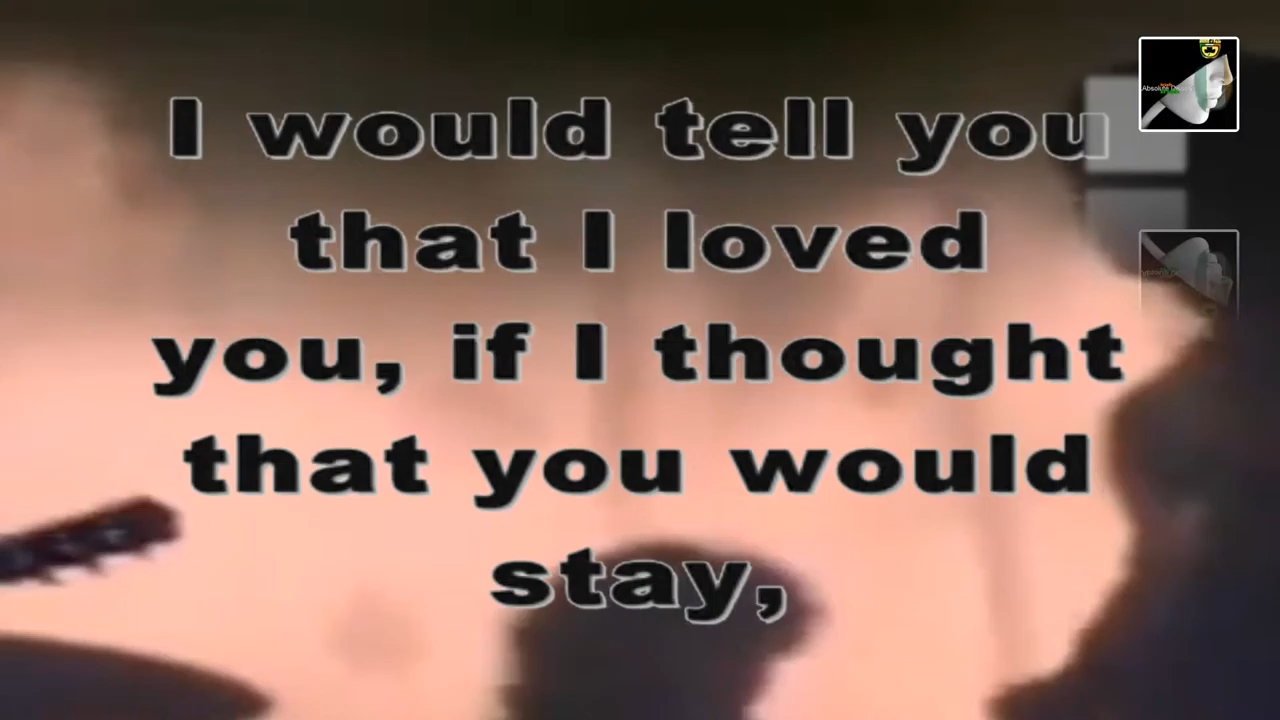 I would tell you
that I loved
you, if I thought
that you would
stay,